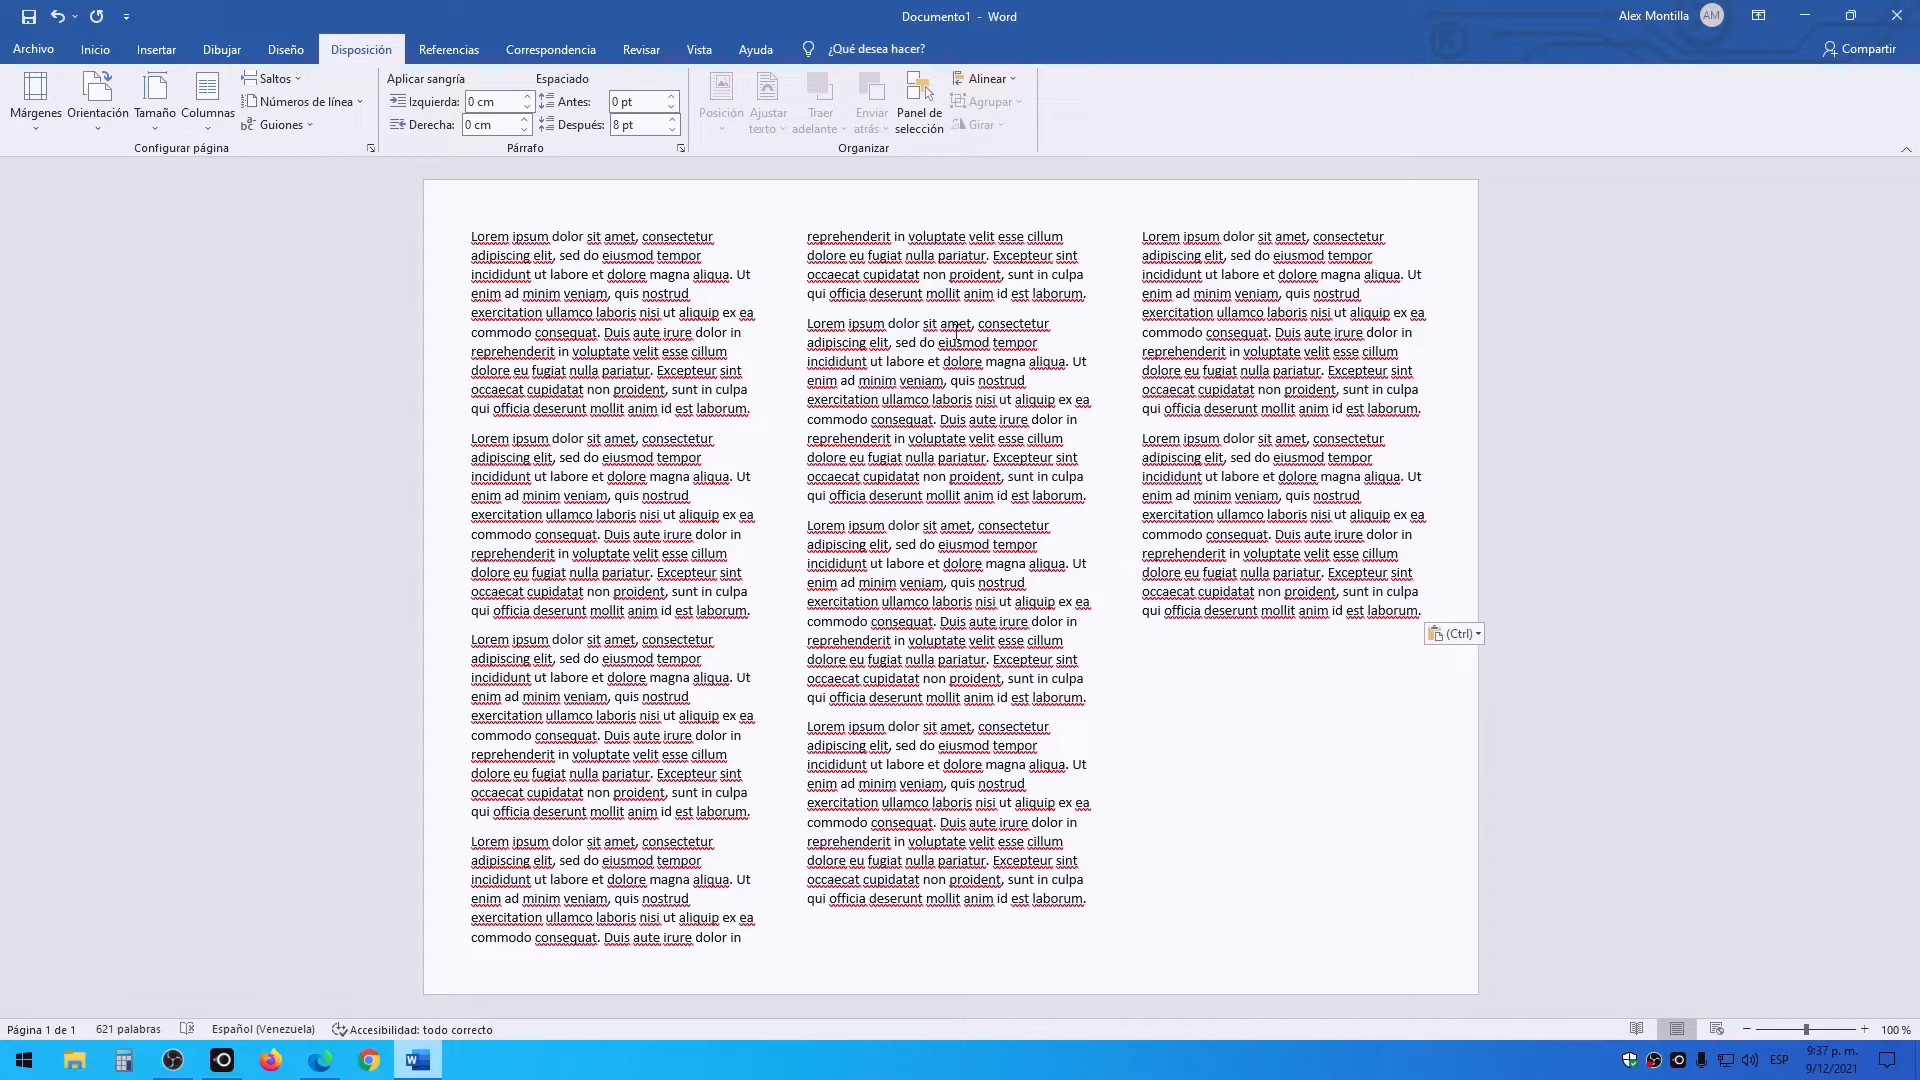 Documento1 - Word
Alex Montilla
AM
Archivo
Inicio
Insertar
Dibujar
Diseño
Disposición
Referencias
Correspondencia
Revisar
Vista
Ayuda
¿Qué desea hacer?
Compartir
Márgenes
Orientación
Tamaño
Columnas
Saltos
Números de línea
Guiones
Configurar página
Aplicar sangría
Izquierda: 0 cm
Derecha: 0 cm
Espaciado
Antes: 0 pt
Después: 8 pt
Párrafo
Posición
Ajustar
texto
Traer
adelante
Enviar
atrás
Panel de
selección
Alinear
Agrupar
Girar
Organizar
Lorem ipsum dolor sit amet, consectetur
adipiscing elit, sed do eiusmod tempor
incididunt ut labore et dolore magna aliqua. Ut
enim ad minim veniam, quis nostrud
exercitation ullamco laboris nisi ut aliquip ex ea
commodo consequat. Duis aute irure dolor in
reprehenderit in voluptate velit esse cillum
dolore eu fugiat nulla pariatur. Excepteur sint
occaecat cupidatat non proident, sunt in culpa
qui officia deserunt mollit anim id est laborum.
Lorem ipsum dolor sit amet, consectetur
adipiscing elit, sed do eiusmod tempor
incididunt ut labore et dolore magna aliqua. Ut
enim ad minim veniam, quis nostrud
exercitation ullamco laboris nisi ut aliquip ex ea
commodo consequat. Duis aute irure dolor in
reprehenderit in voluptate velit esse cillum
dolore eu fugiat nulla pariatur. Excepteur sint
occaecat cupidatat non proident, sunt in culpa
qui officia deserunt mollit anim id est laborum.
Lorem ipsum dolor sit amet, consectetur
adipiscing elit, sed do eiusmod tempor
incididunt ut labore et dolore magna aliqua. Ut
enim ad minim veniam, quis nostrud
exercitation ullamco laboris nisi ut aliquip ex ea
commodo consequat. Duis aute irure dolor in
reprehenderit in voluptate velit esse cillum
dolore eu fugiat nulla pariatur. Excepteur sint
occaecat cupidatat non proident, sunt in culpa
qui officia deserunt mollit anim id est laborum.
Lorem ipsum dolor sit amet, consectetur
adipiscing elit, sed do eiusmod tempor
incididunt ut labore et dolore magna aliqua. Ut
enim ad minim veniam, quis nostrud
exercitation ullamco laboris nisi ut aliquip ex ea
commodo consequat. Duis aute irure dolor in
reprehenderit in voluptate velit esse cillum
dolore eu fugiat nulla pariatur. Excepteur sint
occaecat cupidatat non proident, sunt in culpa
qui officia deserunt mollit anim id est laborum.
Lorem ipsum dolor sit amet, consectetur
adipiscing elit, sed do eiusmod tempor
incididunt ut labore et dolore magna aliqua. Ut
enim ad minim veniam, quis nostrud
exercitation ullamco laboris nisi ut aliquip ex ea
commodo consequat. Duis aute irure dolor in
reprehenderit in voluptate velit esse cillum
dolore eu fugiat nulla pariatur. Excepteur sint
occaecat cupidatat non proident, sunt in culpa
qui officia deserunt mollit anim id est laborum.
Lorem ipsum dolor sit amet, consectetur
adipiscing elit, sed do eiusmod tempor
incididunt ut labore et dolore magna aliqua. Ut
enim ad minim veniam, quis nostrud
exercitation ullamco laboris nisi ut aliquip ex ea
commodo consequat. Duis aute irure dolor in
reprehenderit in voluptate velit esse cillum
dolore eu fugiat nulla pariatur. Excepteur sint
occaecat cupidatat non proident, sunt in culpa
qui officia deserunt mollit anim id est laborum.
Lorem ipsum dolor sit amet, consectetur
adipiscing elit, sed do eiusmod tempor
incididunt ut labore et dolore magna aliqua. Ut
enim ad minim veniam, quis nostrud
exercitation ullamco laboris nisi ut aliquip ex ea
commodo consequat. Duis aute irure dolor in
reprehenderit in voluptate velit esse cillum
dolore eu fugiat nulla pariatur. Excepteur sint
occaecat cupidatat non proident, sunt in culpa
qui officia deserunt mollit anim id est laborum.
Lorem ipsum dolor sit amet, consectetur
adipiscing elit, sed do eiusmod tempor
incididunt ut labore et dolore magna aliqua. Ut
enim ad minim veniam, quis nostrud
exercitation ullamco laboris nisi ut aliquip ex ea
commodo consequat. Duis aute irure dolor in
reprehenderit in voluptate velit esse cillum
dolore eu fugiat nulla pariatur. Excepteur sint
occaecat cupidatat non proident, sunt in culpa
qui officia deserunt mollit anim id est laborum.
Lorem ipsum dolor sit amet, consectetur
adipiscing elit, sed do eiusmod tempor
incididunt ut labore et dolore magna aliqua. Ut
enim ad minim veniam, quis nostrud
exercitation ullamco laboris nisi ut aliquip ex ea
commodo consequat. Duis aute irure dolor in
reprehenderit in voluptate velit esse cillum
dolore eu fugiat nulla pariatur. Excepteur sint
occaecat cupidatat non proident, sunt in culpa
qui officia deserunt mollit anim id est laborum.
(Ctrl)
Página 1 de 1
621 palabras
Español (Venezuela)
Accesibilidad: todo correcto
100 %
ESP
9:37 p. m.
9/12/2021